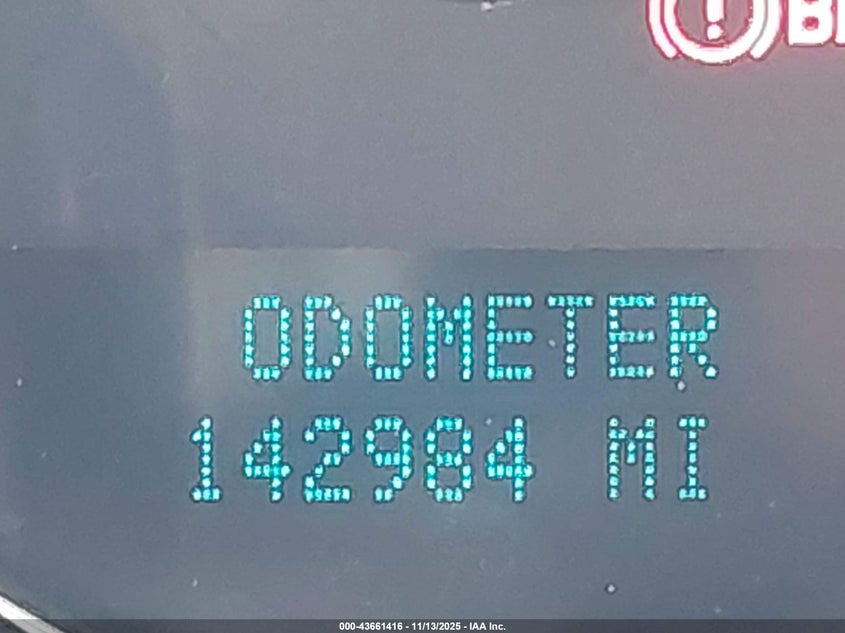 ODOMETER
142984 MI
000-43661416 - 11/13/2025 - IAA Inc.